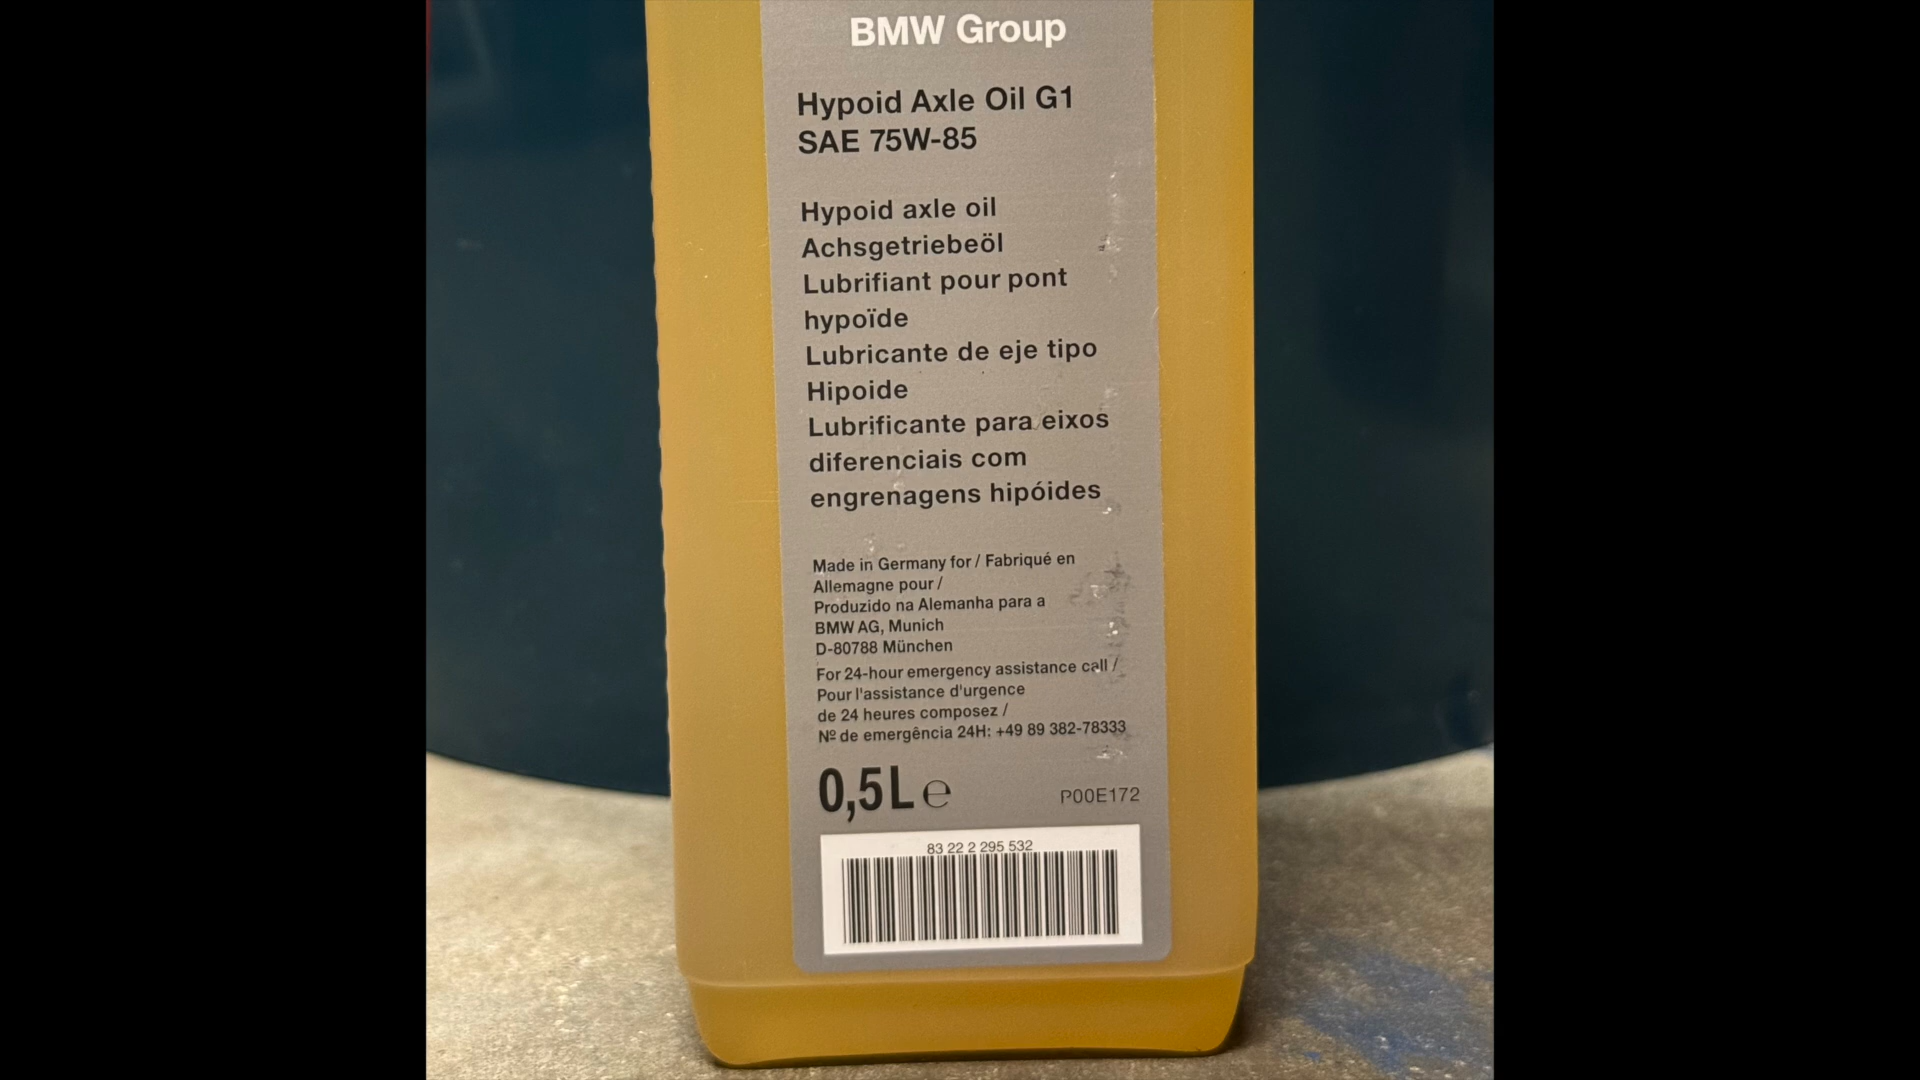 BMW Group
Hypoid Axle Oil G1
SAE 75W-85
Hypoid axle oil
Achsgetriebeöl
Lubrifiant pour pont
hypoïde
Lubricante de eje tipo
Hipoide
Lubrificante para eixos
diferenciais com
engrenagens hipóides
Made in Germany for / Fabriqué en
Allemagne pour /
Produzido na Alemanha para a
BMW AG, Munich
D-80788 München
For 24-hour emergency assistance call /
Pour l'assistance d'urgence
de 24 heures composez /
Nº de emergência 24H: +49 89 382-78333
0,5L ℮ P00E172
83 22 2 295 532